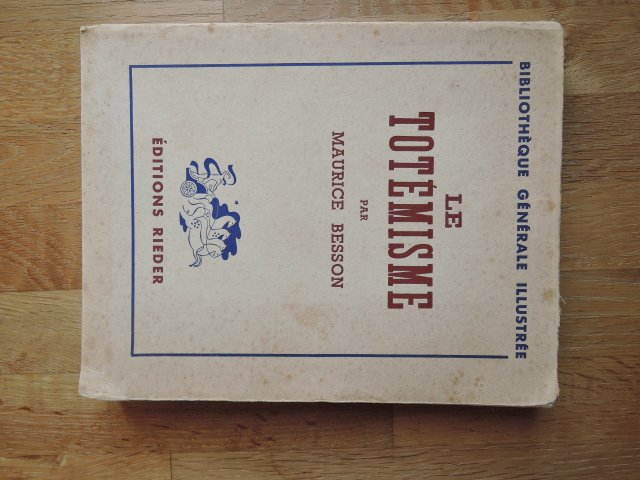 BIBLIOTHÈQUE GÉNÉRALE ILLUSTRÉE
LE
TOTÉMISME
PAR
MAURICE BESSON
ÉDITIONS RIEDER